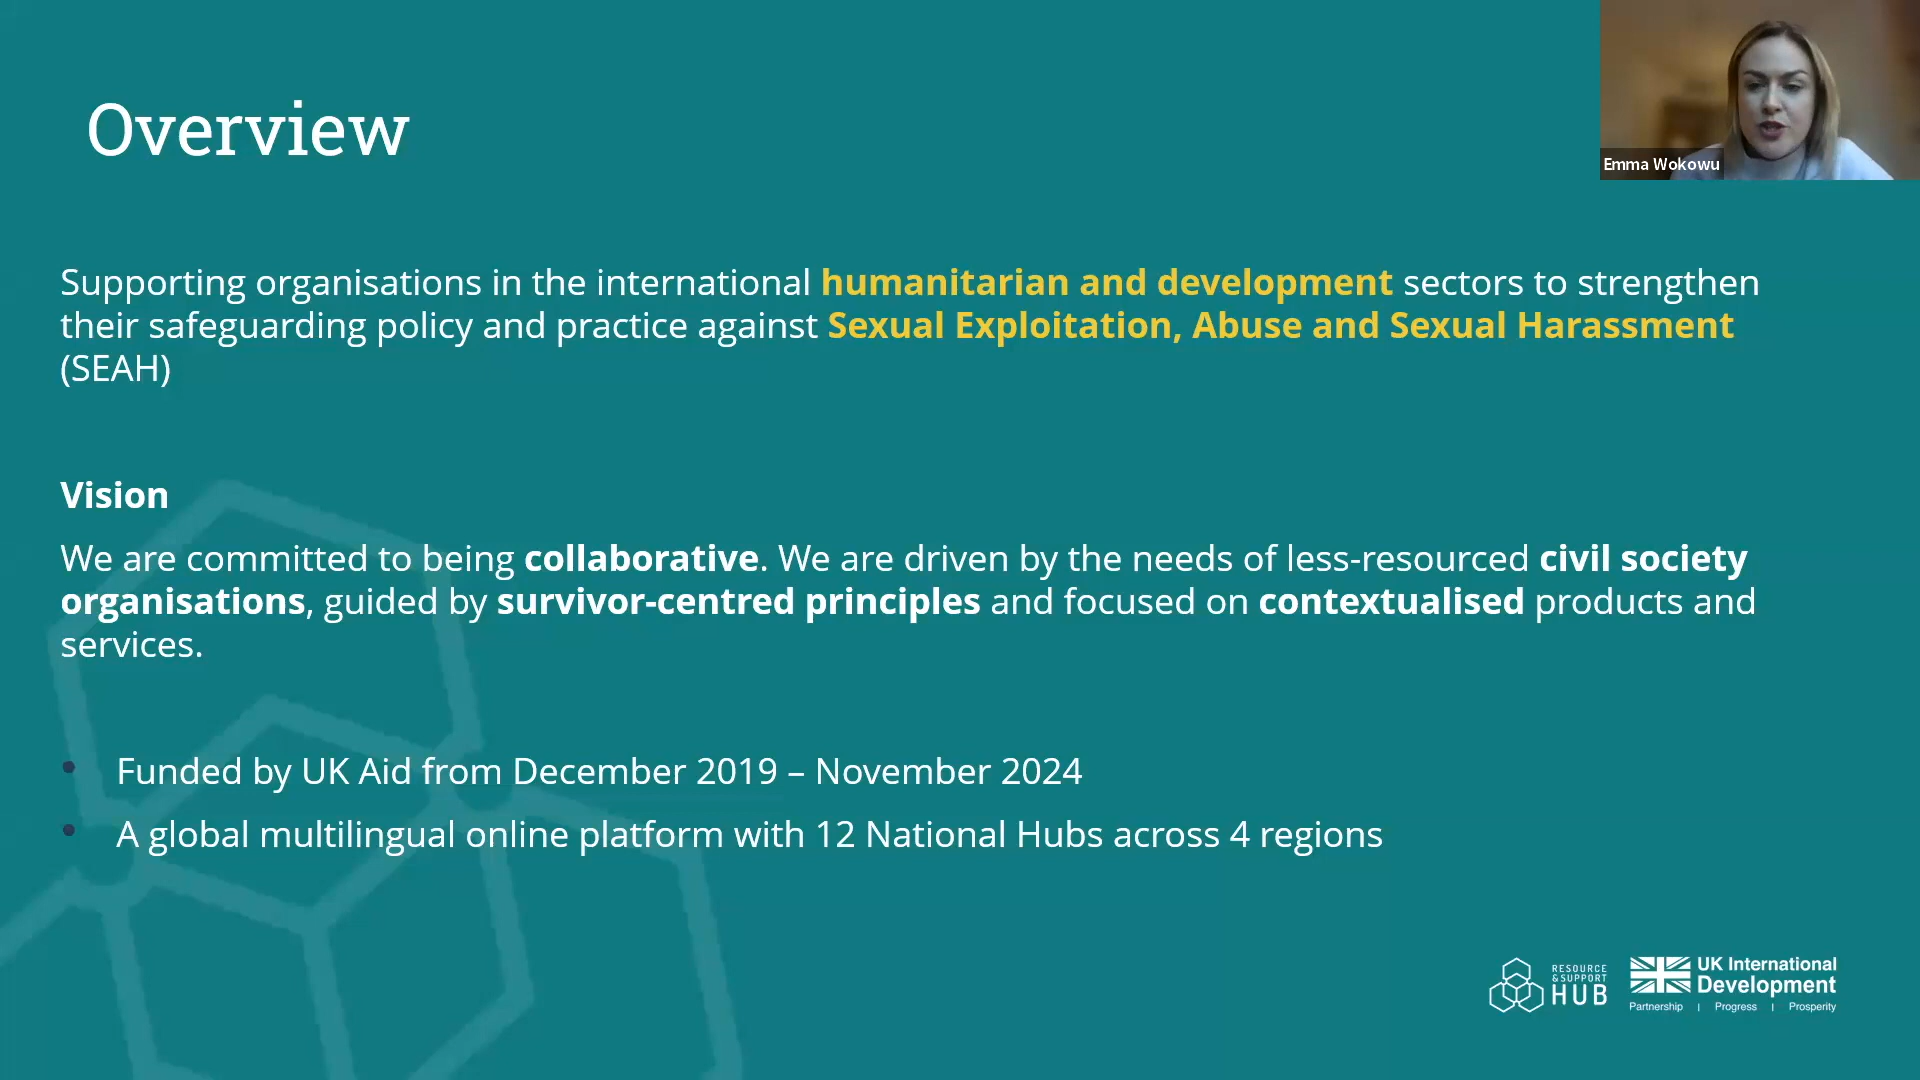 Overview
Emma Wokowu
Supporting organisations in the international humanitarian and development sectors to strengthen
their safeguarding policy and practice against Sexual Exploitation, Abuse and Sexual Harassment
(SEAH)
Vision
We are committed to being collaborative. We are driven by the needs of less-resourced civil society
organisations, guided by survivor-centred principles and focused on contextualised products and
services.
• Funded by UK Aid from December 2019 – November 2024
• A global multilingual online platform with 12 National Hubs across 4 regions
RESOURCE
&SUPPORT
HUB
UK International
Development
Partnership | Progress | Prosperity